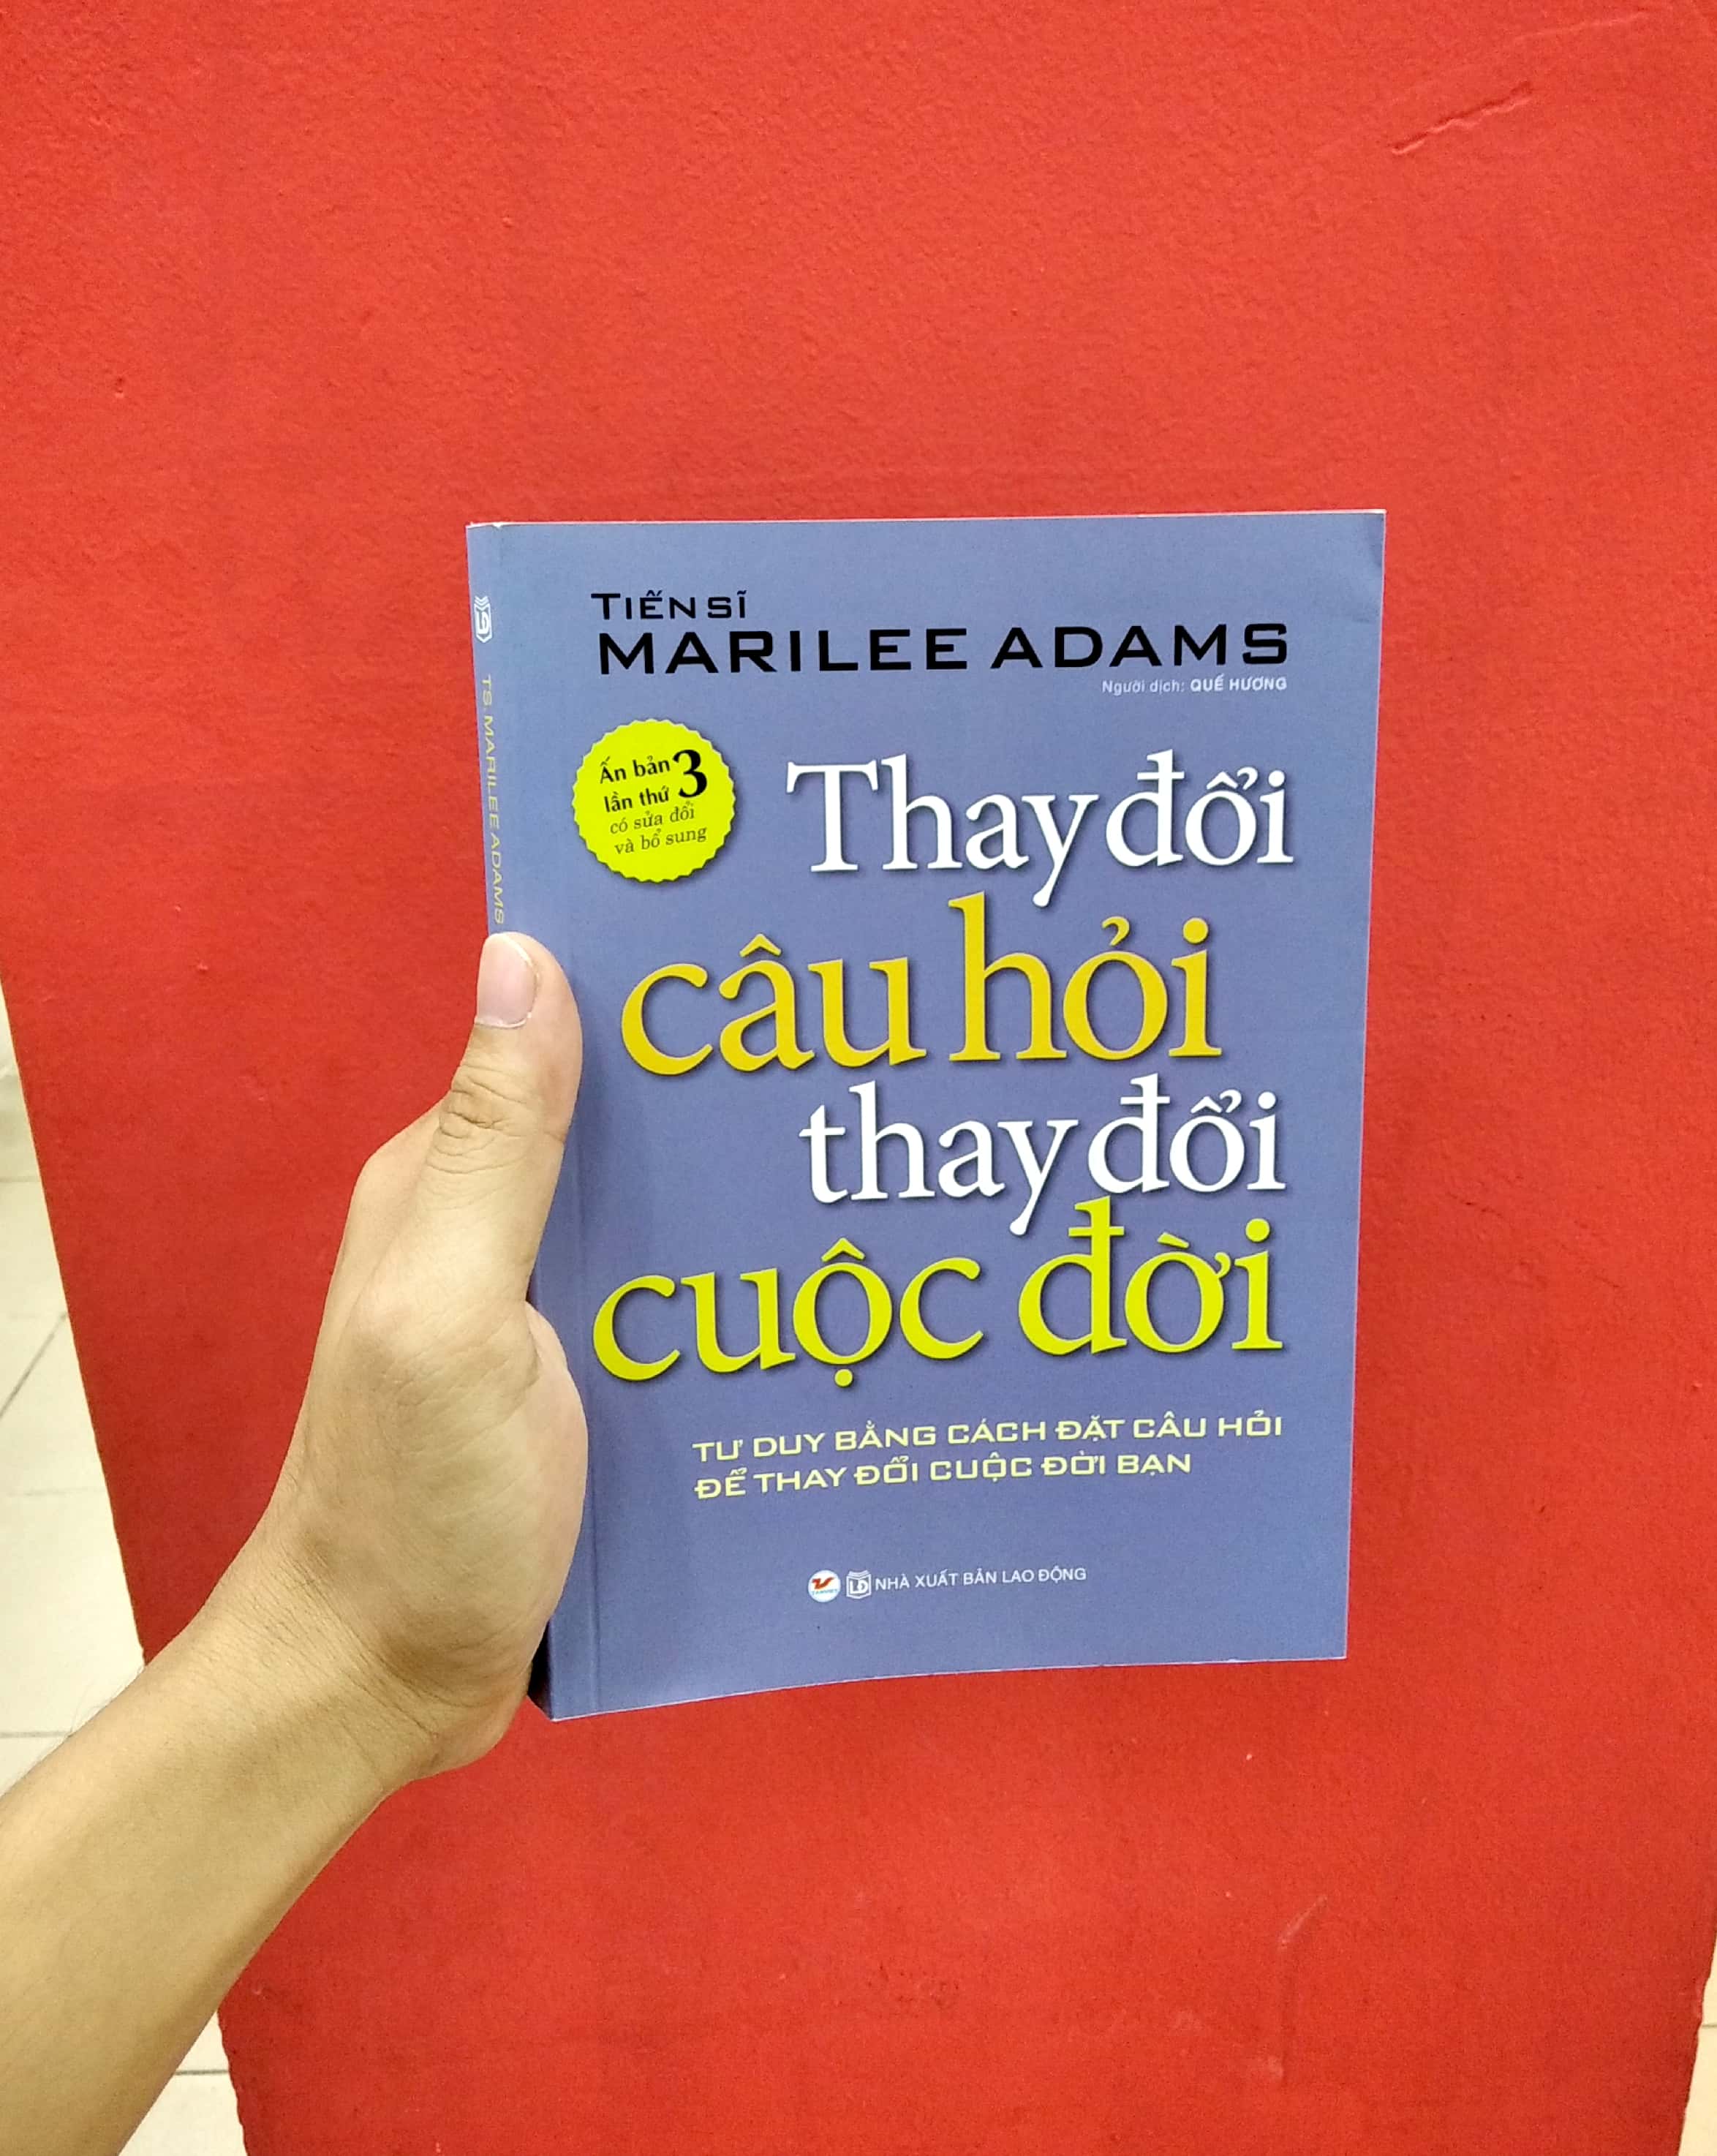 TIẾN SĨ
MARILEE ADAMS
Người dịch: QUẾ HƯƠNG
Ấn bản 3
lần thứ
có sửa đổi
và bổ sung
Thay đổi
câu hỏi
thay đổi
cuộc đời
TƯ DUY BẰNG CÁCH ĐẶT CÂU HỎI
ĐỂ THAY ĐỔI CUỘC ĐỜI BẠN
LĐ NHÀ XUẤT BẢN LAO ĐỘNG
LĐ
TS. MARILEE ADAMS